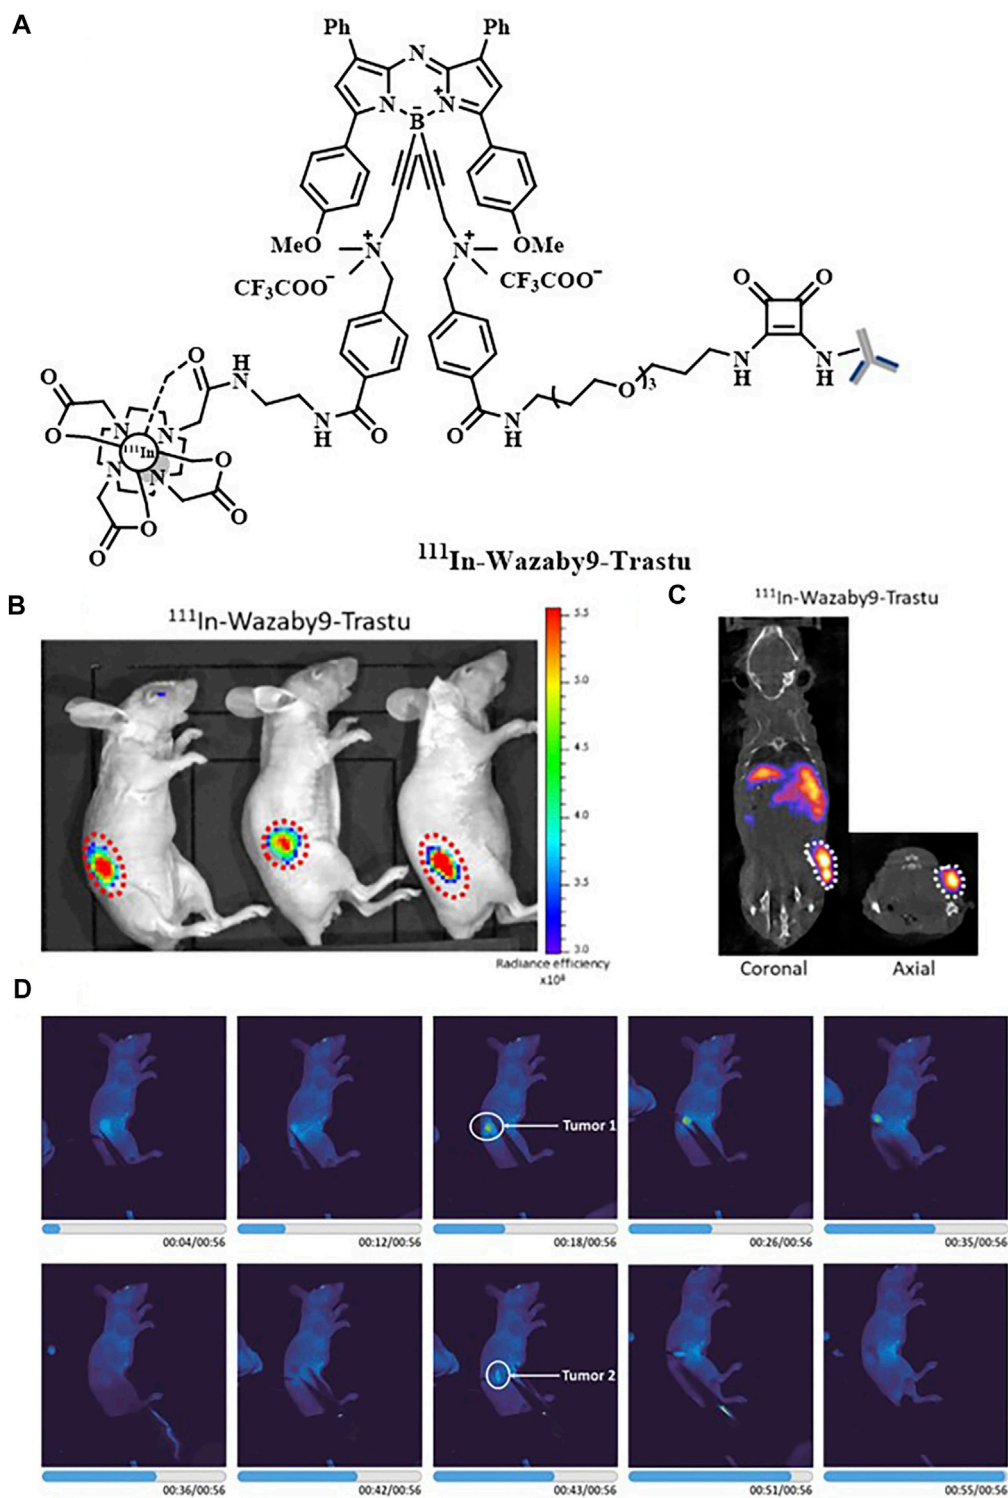 A
Ph
Ph
N
N
N
+
B
−
MeO
OMe
N
+
N
+
CF₃COO⁻
CF₃COO⁻
O
O
O
H
N
N
H
O
O
N
H
O
3
N
H
N
H
O
O
N
N
¹¹¹In
N
N
O
O
O
O
¹¹¹In-Wazaby9-Trastu
B
¹¹¹In-Wazaby9-Trastu
5.5
5.0
4.5
4.0
3.5
3.0
Radiance efficiency
x10⁸
C
¹¹¹In-Wazaby9-Trastu
Coronal
Axial
D
Tumor 1
00:04/00:56
00:12/00:56
00:18/00:56
00:26/00:56
00:35/00:56
Tumor 2
00:36/00:56
00:42/00:56
00:43/00:56
00:51/00:56
00:55/00:56